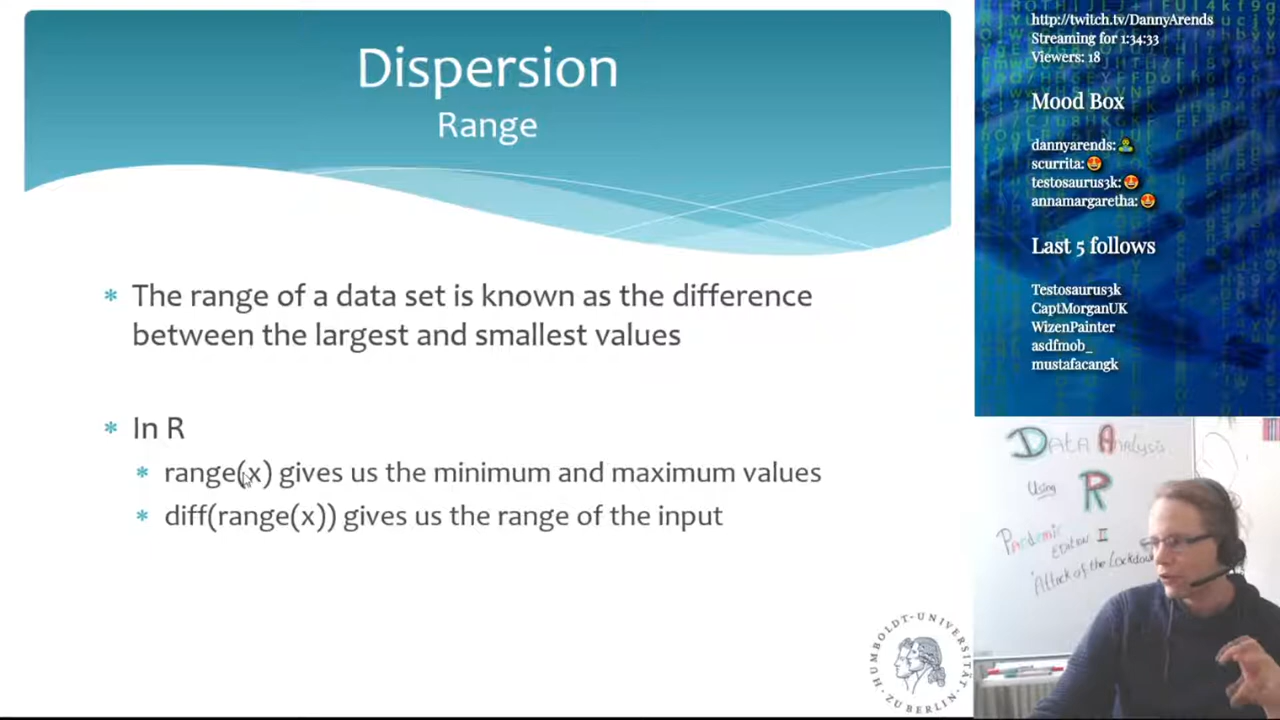 Dispersion
Range
* The range of a data set is known as the difference
between the largest and smallest values
* In R
* range(x) gives us the minimum and maximum values
* diff(range(x)) gives us the range of the input
HUMBOLDT-UNIVERSITÄT
ZU BERLIN
http://twitch.tv/DannyArends
Streaming for 1:34:33
Viewers: 18
Mood Box
dannyarends:
scurrita: 😍
testosaurus3k: 😍
annamargaretha: 😍
Last 5 follows
Testosaurus3k
CaptMorganUK
WizenPainter
asdfmob_
mustafacangk
Data Analysis
Using R
Pandemic
Edition II
'Attack of the Lockdown